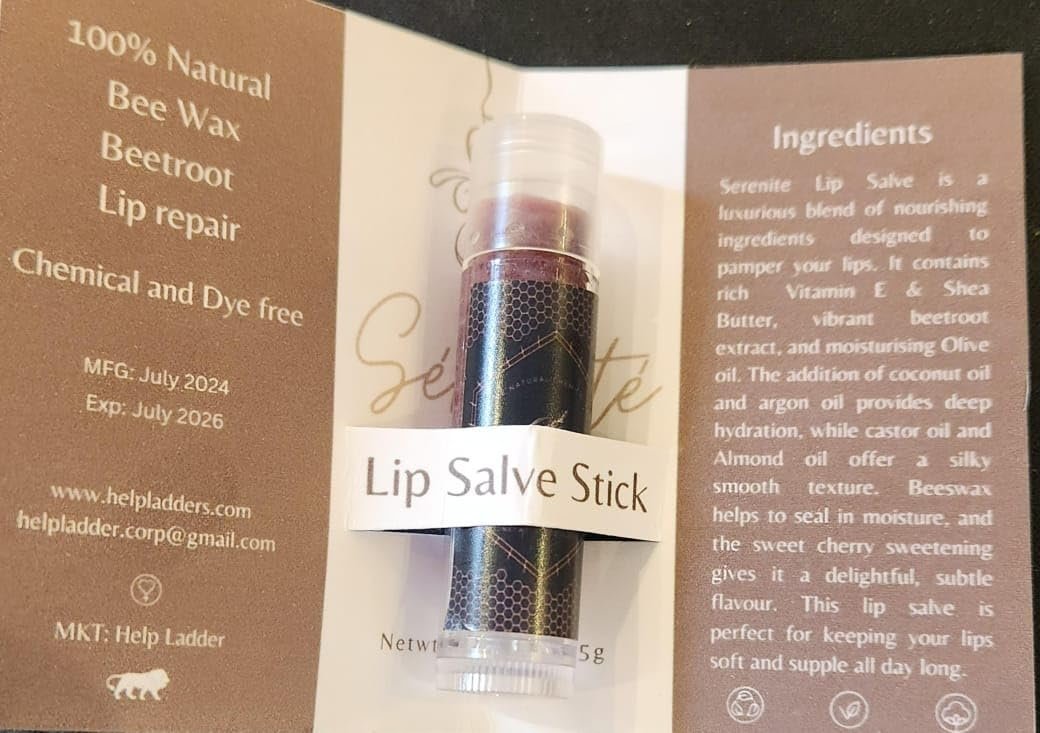 100% Natural
Bee Wax
Beetroot
Lip repair
Chemical and Dye free
MFG: July 2024
Exp: July 2026
www.helpladders.com
helpladder.corp@gmail.com
MKT: Help Ladder
Sé té
NATURAL
Lip Salve Stick
Netwt 5g
Ingredients
Serenite Lip Salve is a
luxurious blend of nourishing
ingredients designed to
pamper your lips. It contains
rich Vitamin E & Shea
Butter, vibrant beetroot
extract, and moisturising Olive
oil. The addition of coconut oil
and argon oil provides deep
hydration, while castor oil and
Almond oil offer a silky
smooth texture. Beeswax
helps to seal in moisture, and
the sweet cherry sweetening
gives it a delightful, subtle
flavour. This lip salve is
perfect for keeping your lips
soft and supple all day long.